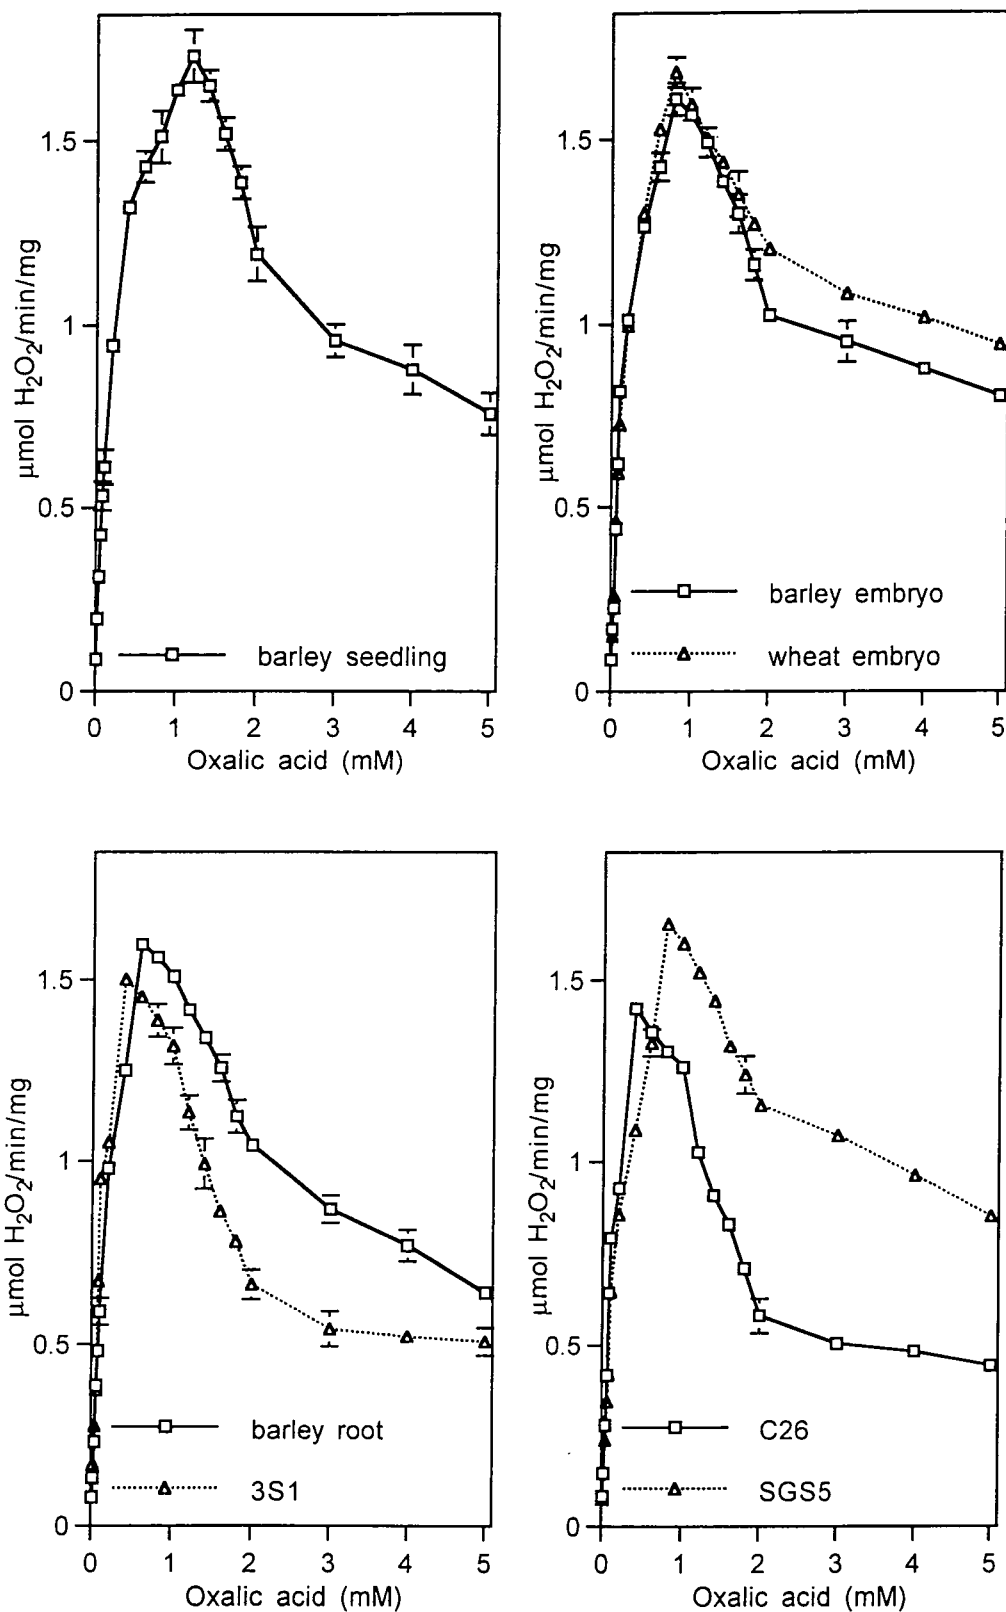 1.5
1
0.5
0
μmol H₂O₂/min/mg
barley seedling
0 1 2 3 4 5
Oxalic acid (mM)
1.5
1
0.5
0
μmol H₂O₂/min/mg
barley embryo
wheat embryo
0 1 2 3 4 5
Oxalic acid (mM)
1.5
1
0.5
0
μmol H₂O₂/min/mg
barley root
3S1
0 1 2 3 4 5
Oxalic acid (mM)
1.5
1
0.5
0
μmol H₂O₂/min/mg
C26
SGS5
0 1 2 3 4 5
Oxalic acid (mM)